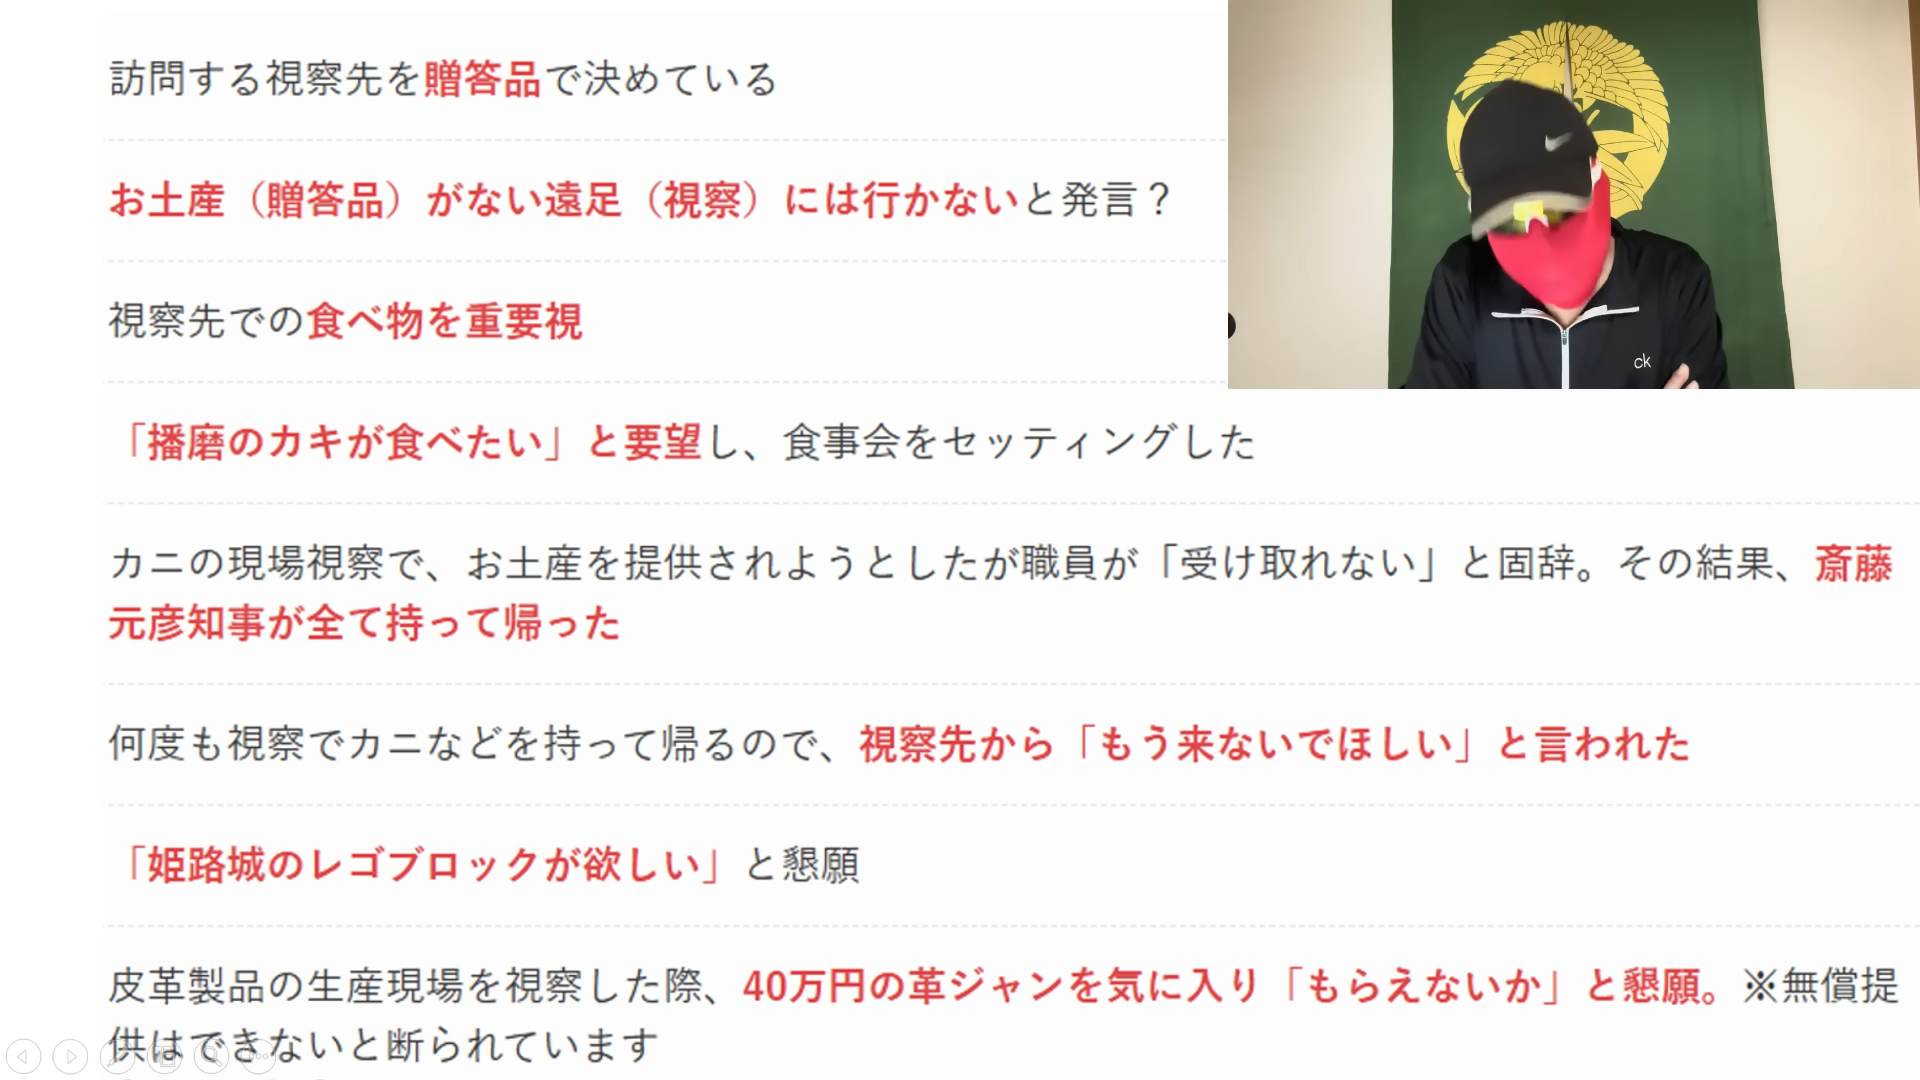 訪問する視察先を贈答品で決めている
お土産（贈答品）がない遠足（視察）には行かないと発言？
視察先での食べ物を重要視
「播磨のカキが食べたい」と要望し、食事会をセッティングした
カニの現場視察で、お土産を提供されようとしたが職員が「受け取れない」と固辞。その結果、斎藤
元彦知事が全て持って帰った
何度も視察でカニなどを持って帰るので、視察先から「もう来ないでほしい」と言われた
「姫路城のレゴブロックが欲しい」と懇願
皮革製品の生産現場を視察した際、40万円の革ジャンを気に入り「もらえないか」と懇願。※無償提
供はできないと断られています
ck